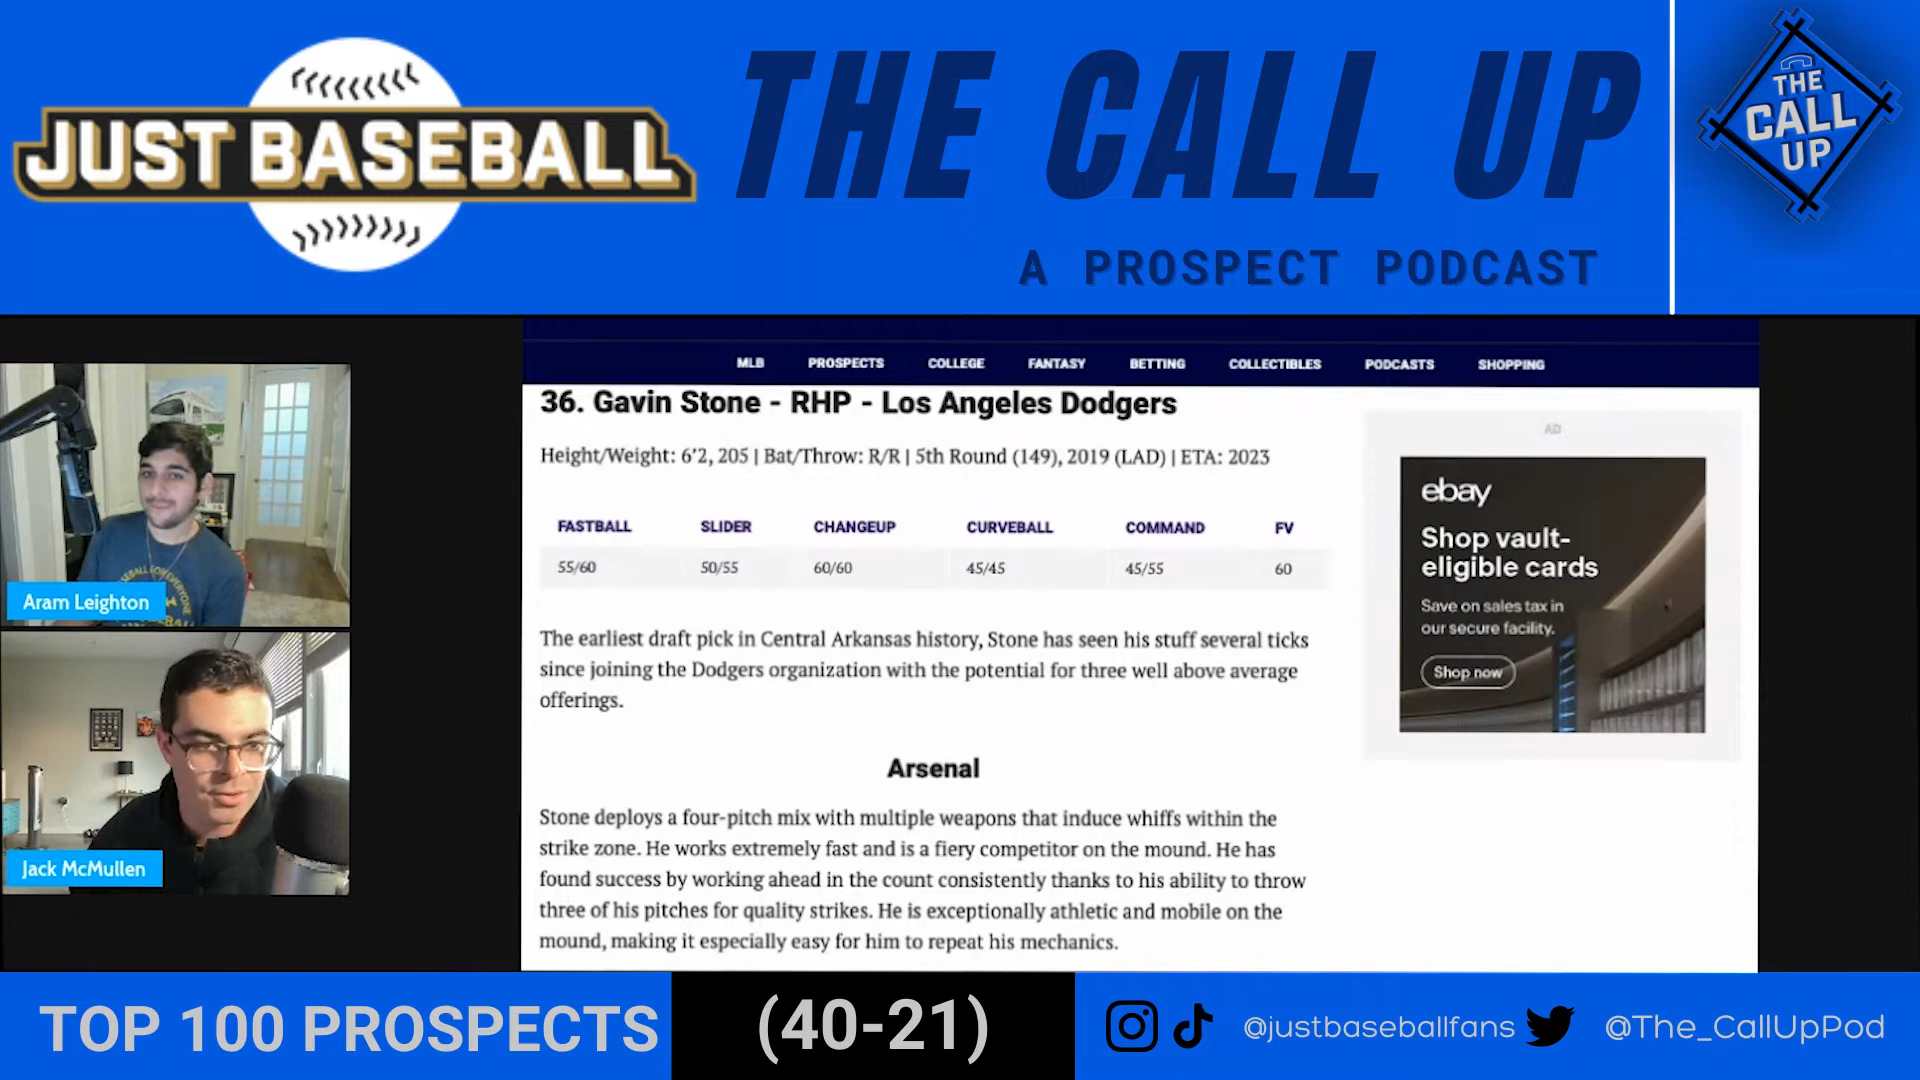 JUST BASEBALL
THE CALL UP
A PROSPECT PODCAST
THE
CALL
UP
MLB PROSPECTS COLLEGE FANTASY BETTING COLLECTIBLES PODCASTS SHOPPING
36. Gavin Stone - RHP - Los Angeles Dodgers
Height/Weight: 6'2, 205 | Bat/Throw: R/R | 5th Round (149), 2019 (LAD) | ETA: 2023
FASTBALL SLIDER CHANGEUP CURVEBALL COMMAND FV
55/60 50/55 60/60 45/45 45/55 60
The earliest draft pick in Central Arkansas history, Stone has seen his stuff several ticks
since joining the Dodgers organization with the potential for three well above average
offerings.
Arsenal
Stone deploys a four-pitch mix with multiple weapons that induce whiffs within the
strike zone. He works extremely fast and is a fiery competitor on the mound. He has
found success by working ahead in the count consistently thanks to his ability to throw
three of his pitches for quality strikes. He is exceptionally athletic and mobile on the
mound, making it especially easy for him to repeat his mechanics.
AD
ebay
Shop vault-
eligible cards
Save on sales tax in
our secure facility.
Shop now
Aram Leighton
Jack McMullen
TOP 100 PROSPECTS
(40-21)
@justbaseballfans
@The_CallUpPod